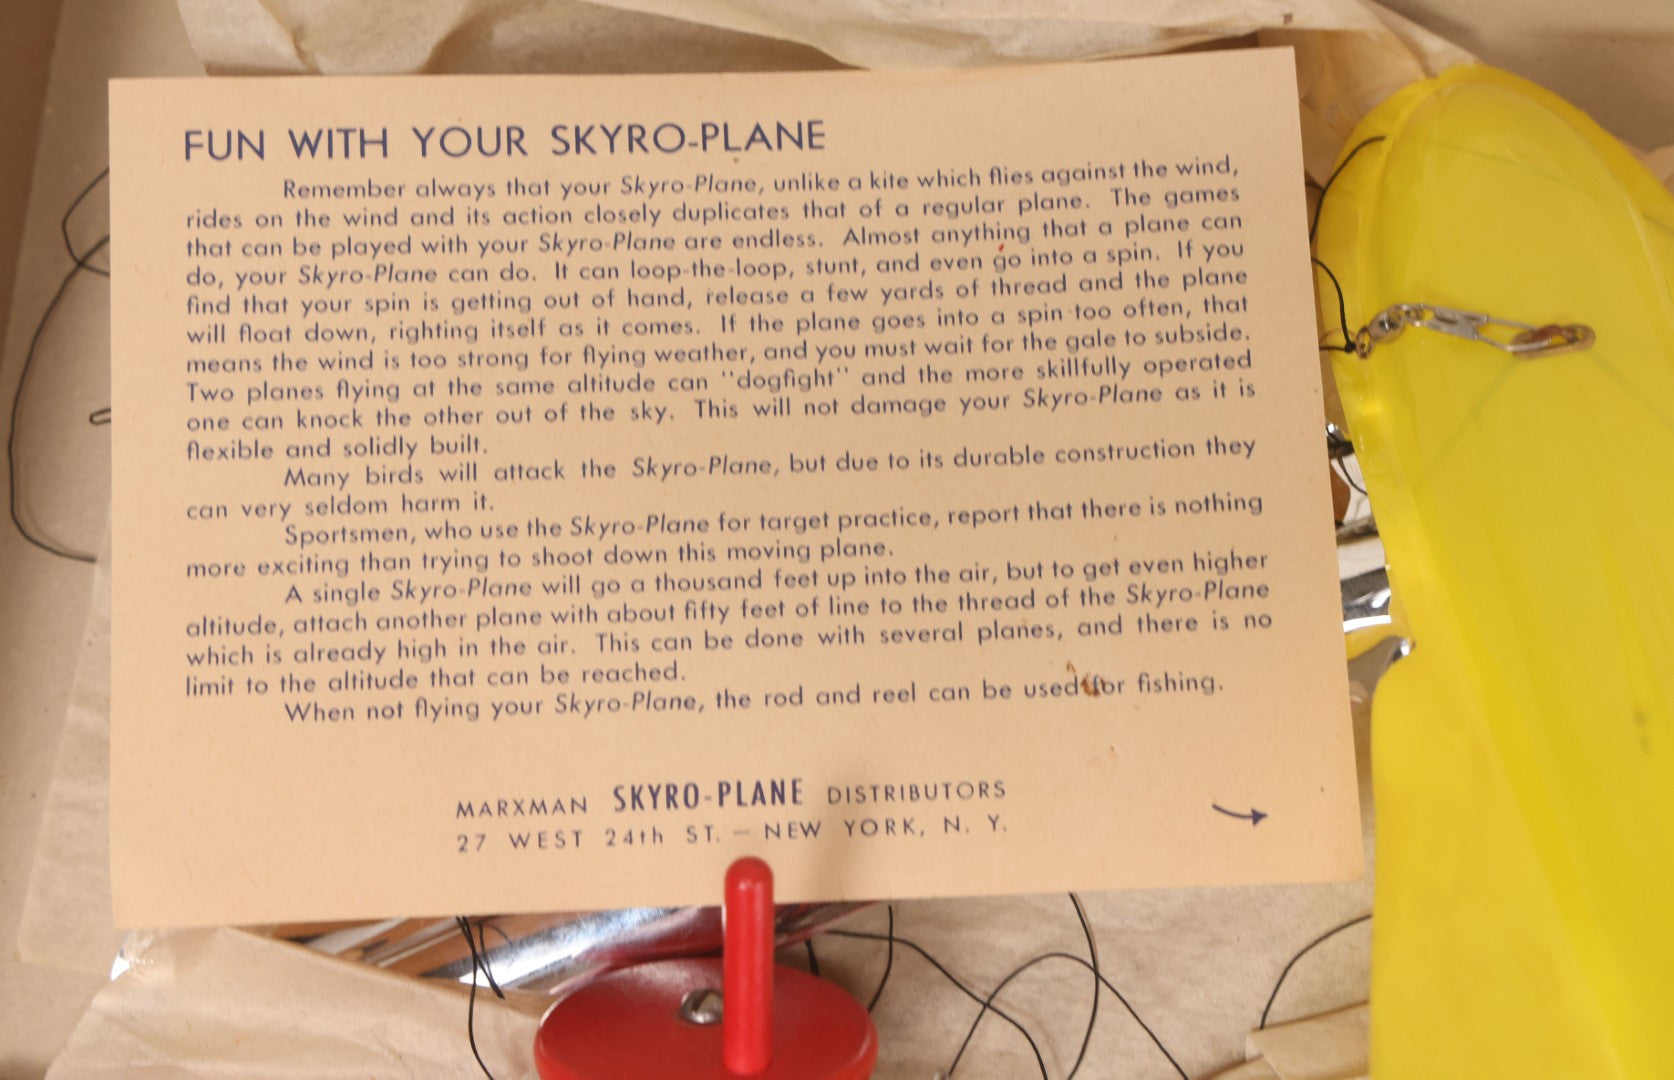 FUN WITH YOUR SKYRO-PLANE
Remember always that your Skyro-Plane, unlike a kite which flies against the wind,
rides on the wind and its action closely duplicates that of a regular plane. The games
that can be played with your Skyro-Plane are endless. Almost anything that a plane can
do, your Skyro-Plane can do. It can loop-the-loop, stunt, and even go into a spin. If you
find that your spin is getting out of hand, release a few yards of thread and the plane
will float down, righting itself as it comes. If the plane goes into a spin too often, that
means the wind is too strong for flying weather, and you must wait for the gale to subside.
Two planes flying at the same altitude can "dogfight" and the more skillfully operated
one can knock the other out of the sky. This will not damage your Skyro-Plane as it is
flexible and solidly built.
Many birds will attack the Skyro-Plane, but due to its durable construction they
can very seldom harm it.
Sportsmen, who use the Skyro-Plane for target practice, report that there is nothing
more exciting than trying to shoot down this moving plane.
A single Skyro-Plane will go a thousand feet up into the air, but to get even higher
altitude, attach another plane with about fifty feet of line to the thread of the Skyro-Plane
which is already high in the air. This can be done with several planes, and there is no
limit to the altitude that can be reached.
When not flying your Skyro-Plane, the rod and reel can be used for fishing.
MARXMAN SKYRO-PLANE DISTRIBUTORS
27 WEST 24th ST. — NEW YORK, N. Y.